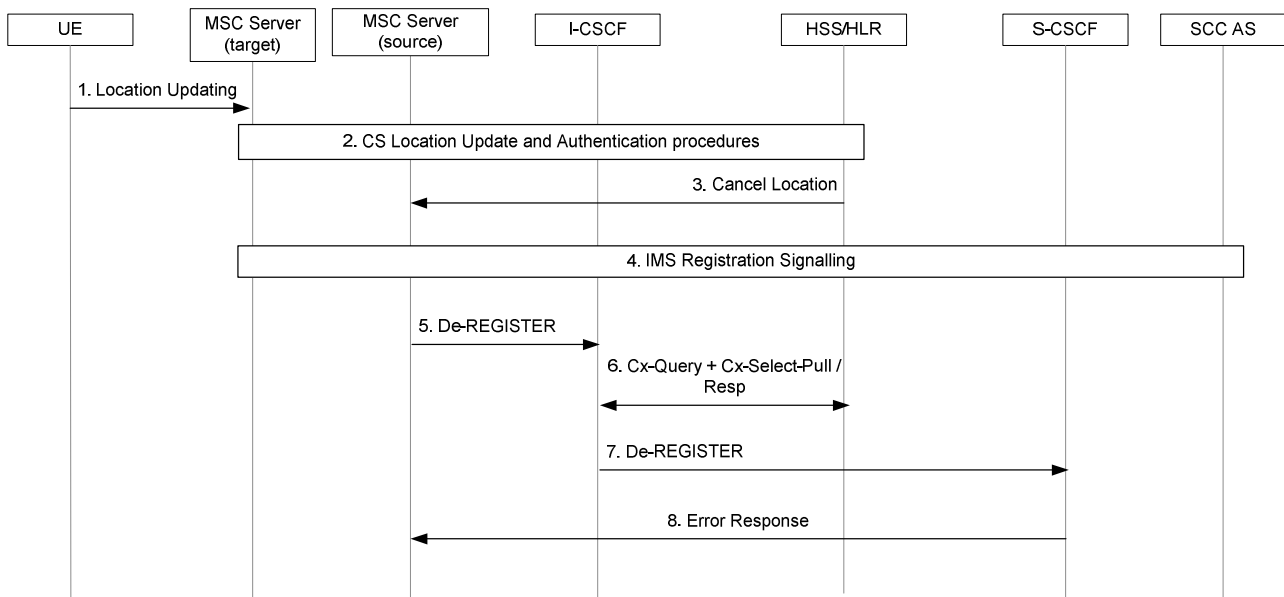 UE
MSC Server
(target)
MSC Server
(source)
I-CSCF
HSS/HLR
S-CSCF
SCC AS
1. Location Updating
2. CS Location Update and Authentication procedures
3. Cancel Location
4. IMS Registration Signalling
5. De-REGISTER
6. Cx-Query + Cx-Select-Pull /
Resp
7. De-REGISTER
8. Error Response